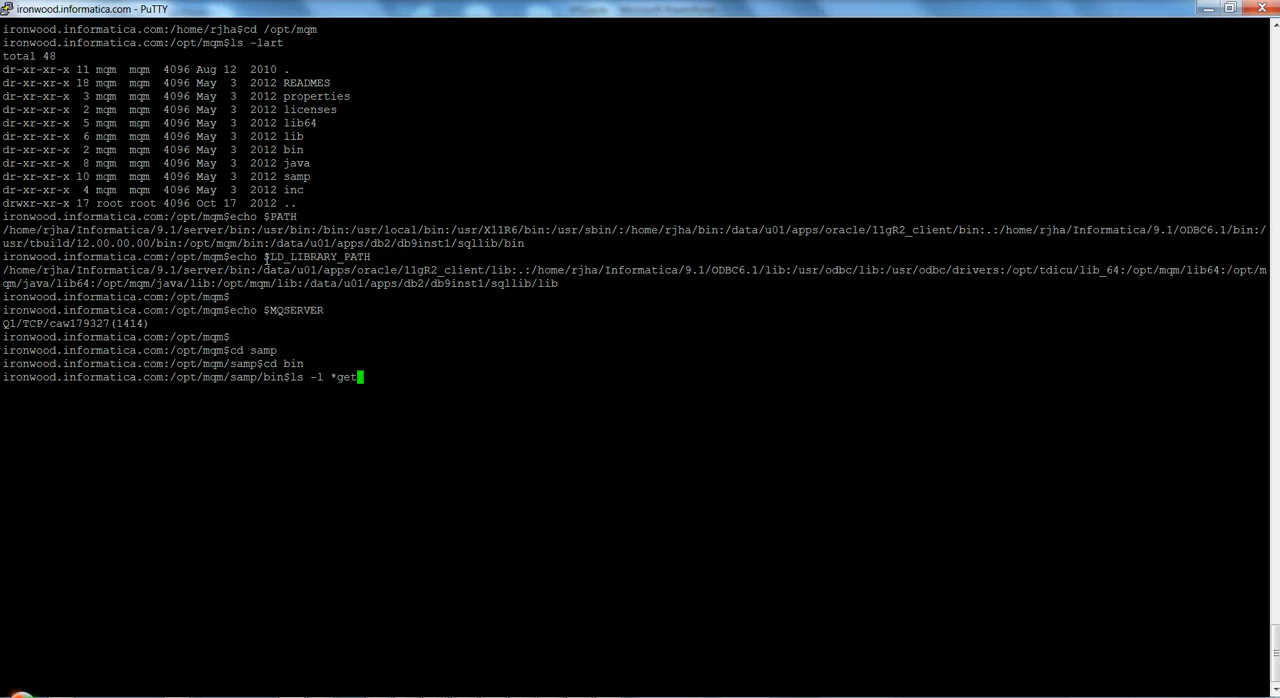 ironwood.informatica.com - PuTTY
ironwood.informatica.com:/home/rjha$cd /opt/mqm
ironwood.informatica.com:/opt/mqm$ls -lart
total 48
dr-xr-xr-x 11 mqm  mqm  4096 Aug 12  2010 .
dr-xr-xr-x 18 mqm  mqm  4096 May  3  2012 READMES
dr-xr-xr-x  3 mqm  mqm  4096 May  3  2012 properties
dr-xr-xr-x  2 mqm  mqm  4096 May  3  2012 licenses
dr-xr-xr-x  5 mqm  mqm  4096 May  3  2012 lib64
dr-xr-xr-x  6 mqm  mqm  4096 May  3  2012 lib
dr-xr-xr-x  2 mqm  mqm  4096 May  3  2012 bin
dr-xr-xr-x  8 mqm  mqm  4096 May  3  2012 java
dr-xr-xr-x 10 mqm  mqm  4096 May  3  2012 samp
dr-xr-xr-x  4 mqm  mqm  4096 May  3  2012 inc
drwxr-xr-x 17 root root 4096 Oct 17  2012 ..
ironwood.informatica.com:/opt/mqm$echo $PATH
/home/rjha/Informatica/9.1/server/bin:/usr/bin:/bin:/usr/local/bin:/usr/X11R6/bin:/usr/sbin/:/home/rjha/bin:/data/u01/apps/oracle/11gR2_client/bin:.:/home/rjha/Informatica/9.1/ODBC6.1/bin:/
usr/tbuild/12.00.00.00/bin:/opt/mqm/bin:/data/u01/apps/db2/db9inst1/sqllib/bin
ironwood.informatica.com:/opt/mqm$echo $LD_LIBRARY_PATH
/home/rjha/Informatica/9.1/server/bin:/data/u01/apps/oracle/11gR2_client/lib:.:/home/rjha/Informatica/9.1/ODBC6.1/lib:/usr/odbc/lib:/usr/odbc/drivers:/opt/tdicu/lib_64:/opt/mqm/lib64:/opt/m
qm/java/lib64:/opt/mqm/java/lib:/opt/mqm/lib:/data/u01/apps/db2/db9inst1/sqllib/lib
ironwood.informatica.com:/opt/mqm$
ironwood.informatica.com:/opt/mqm$echo $MQSERVER
Q1/TCP/caw179327(1414)
ironwood.informatica.com:/opt/mqm$
ironwood.informatica.com:/opt/mqm$cd samp
ironwood.informatica.com:/opt/mqm/samp$cd bin
ironwood.informatica.com:/opt/mqm/samp/bin$ls -l *get